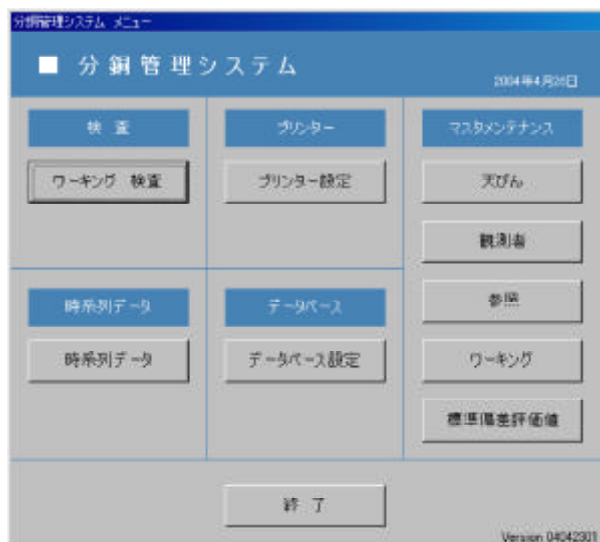 分銅管理システム メニュー
■ 分銅管理システム
2004年4月26日
検 査
ワーキング 検査
プリンター
プリンター設定
マスタメンテナンス
天びん
観測者
参照
ワーキング
標準偏差評価値
時系列データ
時系列データ
データベース
データベース設定
終 了
Version 04042301